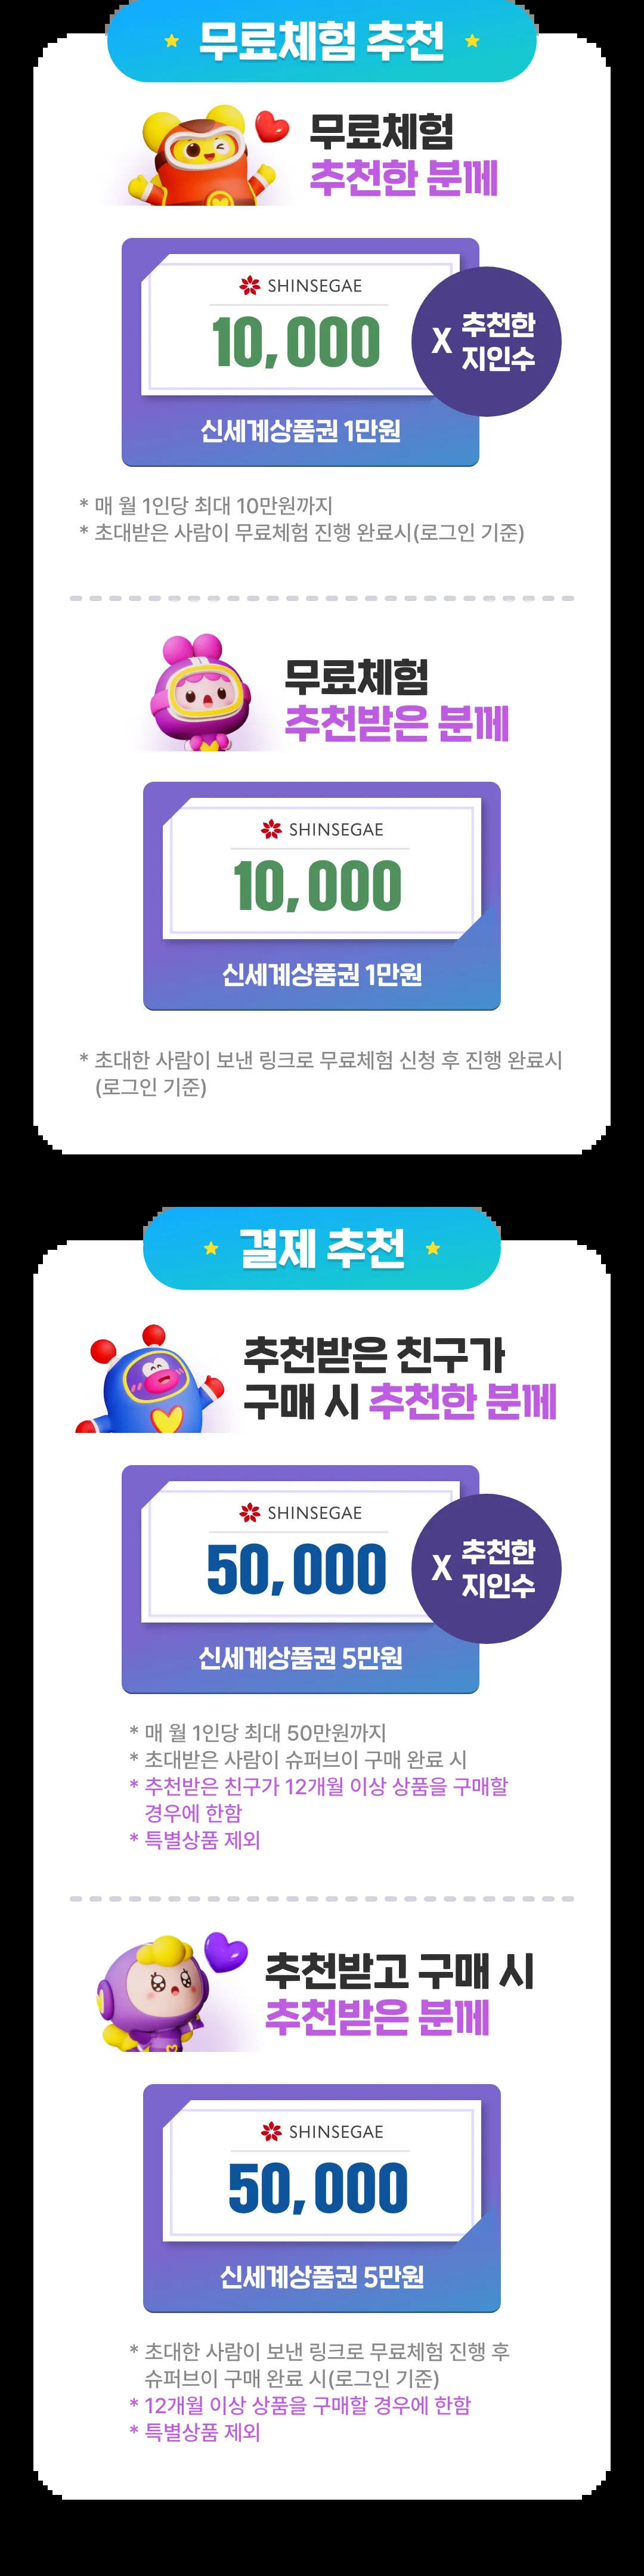 무료체험 추천
무료체험
추천한 분께
SHINSEGAE
10,000
X 추천한
지인수
신세계상품권 1만원
* 매 월 1인당 최대 10만원까지
* 초대받은 사람이 무료체험 진행 완료시(로그인 기준)
무료체험
추천받은 분께
SHINSEGAE
10,000
신세계상품권 1만원
* 초대한 사람이 보낸 링크로 무료체험 신청 후 진행 완료시
(로그인 기준)
결제 추천
추천받은 친구가
구매 시 추천한 분께
SHINSEGAE
50,000
X 추천한
지인수
신세계상품권 5만원
* 매 월 1인당 최대 50만원까지
* 초대받은 사람이 슈퍼브이 구매 완료 시
* 추천받은 친구가 12개월 이상 상품을 구매할
경우에 한함
* 특별상품 제외
추천받고 구매 시
추천받은 분께
SHINSEGAE
50,000
신세계상품권 5만원
* 초대한 사람이 보낸 링크로 무료체험 진행 후
슈퍼브이 구매 완료 시(로그인 기준)
* 12개월 이상 상품을 구매할 경우에 한함
* 특별상품 제외